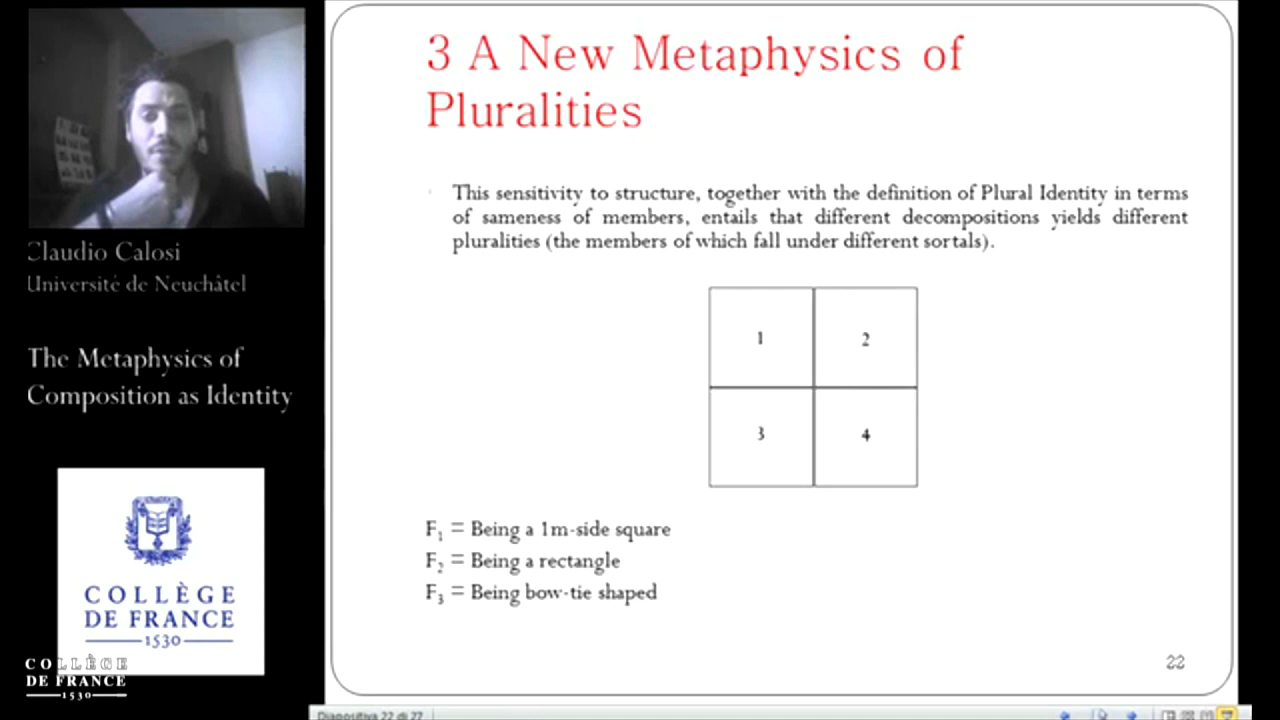 3 A New Metaphysics of
Pluralities
This sensitivity to structure, together with the definition of Plural Identity in terms
of sameness of members, entails that different decompositions yields different
pluralities (the members of which fall under different sortals).
1
2
3
4
F1 = Being a 1m-side square
F2 = Being a rectangle
F3 = Being bow-tie shaped
22
Claudio Calosi
Université de Neuchâtel
The Metaphysics of
Composition as Identity
COLLÈGE
DE FRANCE
1530
COLLÈGE
DE FRANCE
1530
Diapositiva 22 di 27